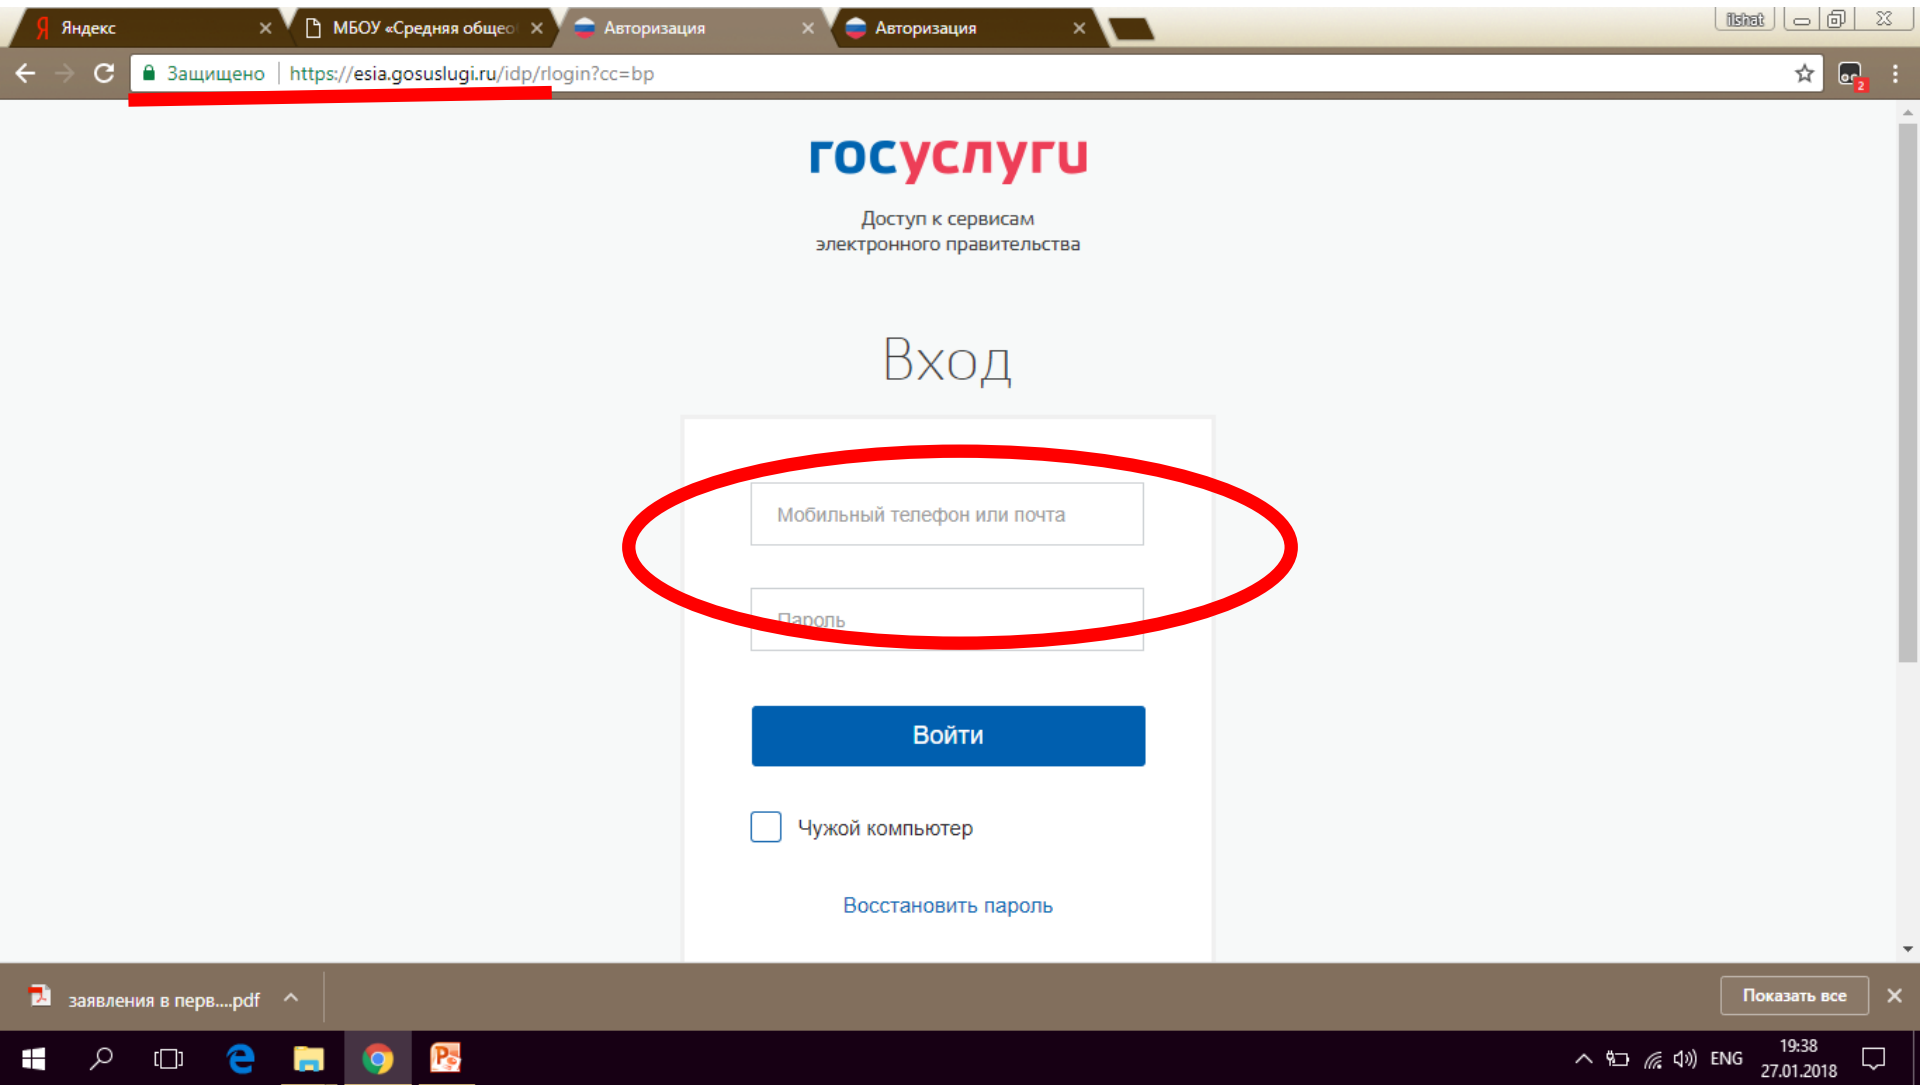 Яндекс
МБОУ «Средняя общео
Авторизация
Авторизация
ilshat
Защищено
https://esia.gosuslugi.ru/idp/rlogin?cc=bp
2
госуслуги
Доступ к сервисам
электронного правительства
Вход
Мобильный телефон или почта
Пароль
Войти
Чужой компьютер
Восстановить пароль
заявления в перв....pdf
Показать все
ENG
19:38
27.01.2018